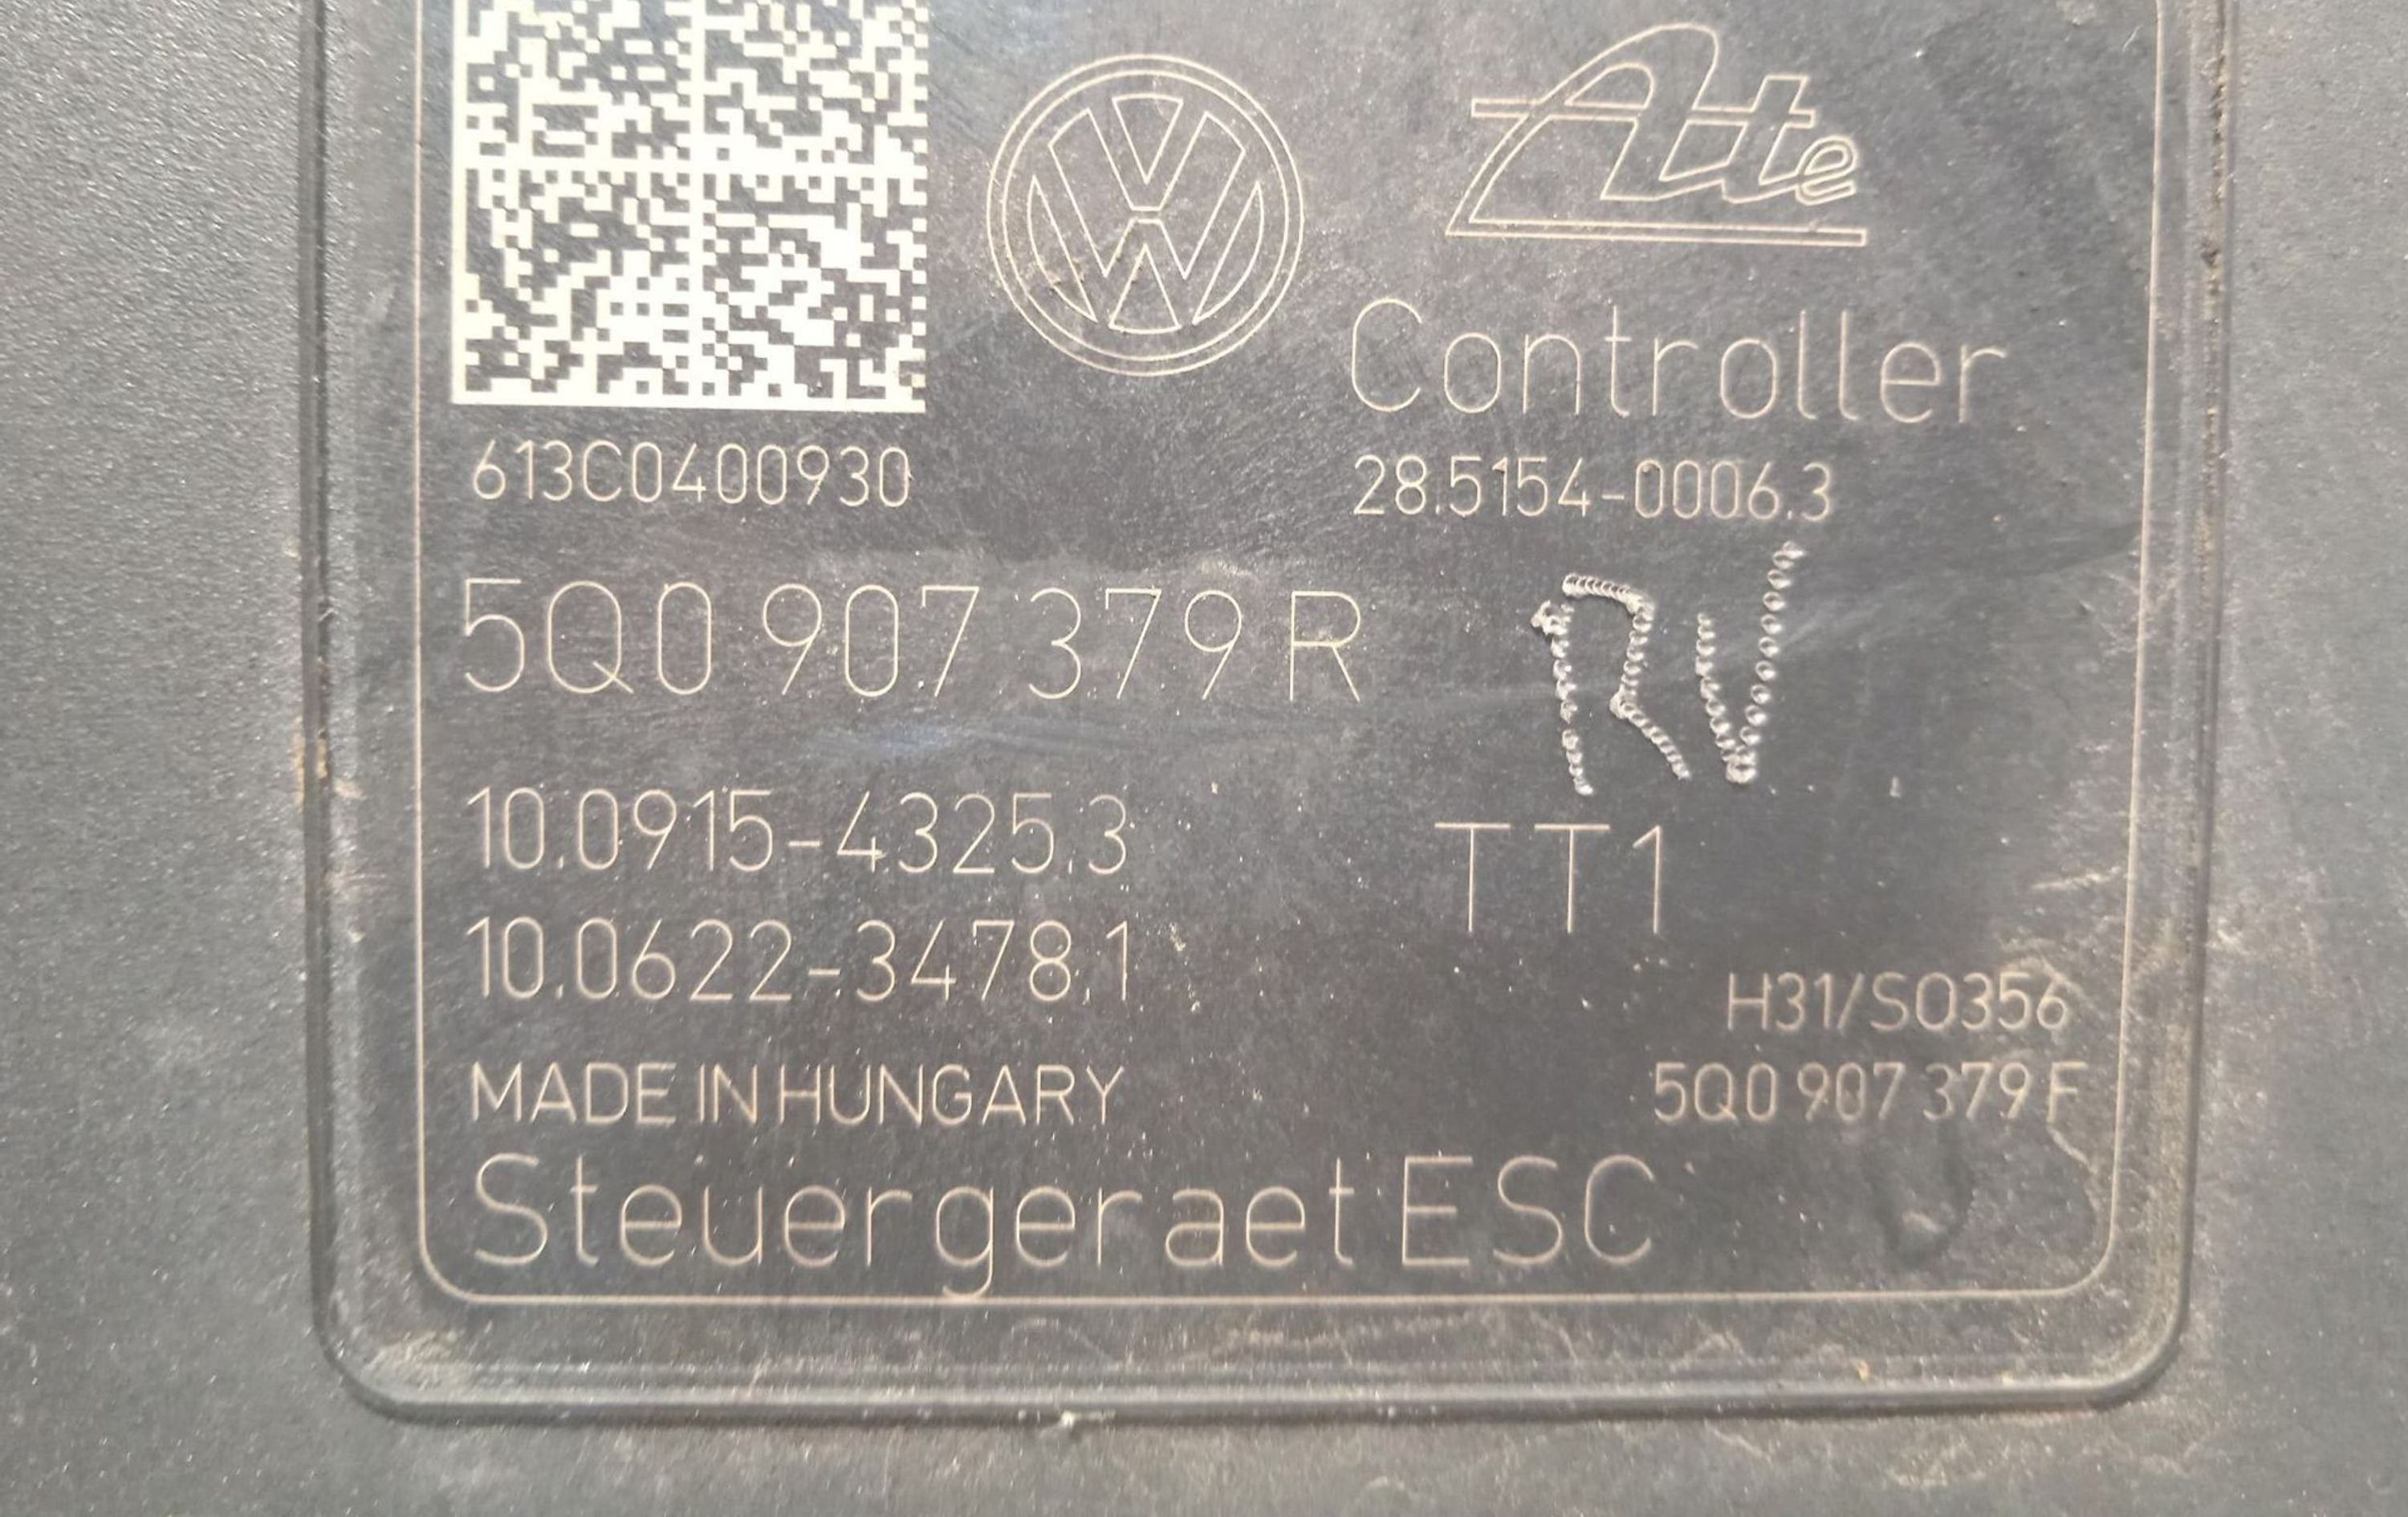 Ate
Controller
613C0400930
28.5154-0006.3
5Q0 907 379 R
RV
10.0915-4325.3
TT1
10.0622-3478.1
H31/SO356
MADE IN HUNGARY
5Q0 907 379 F
Steuergeraet ESC